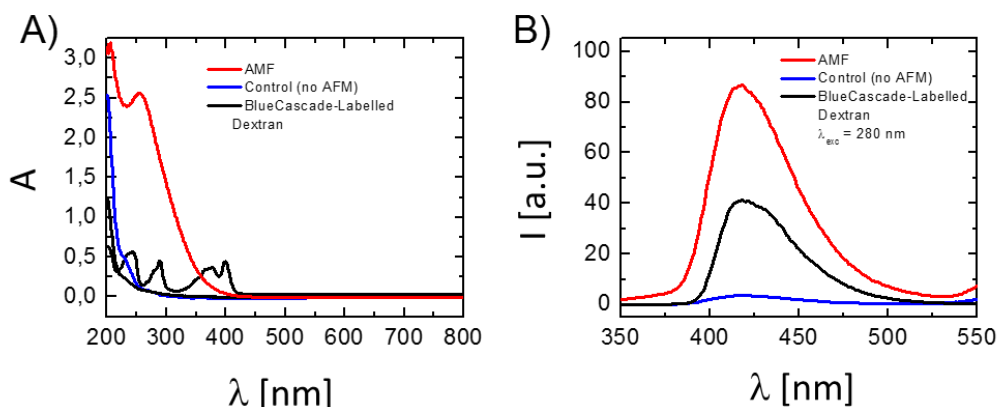 A)
3,0
2,5
2,0
1,5
1,0
0,5
0,0
A
200 300 400 500 600 700 800
λ [nm]
AMF
Control (no AFM)
BlueCascade-Labelled
Dextran
B)
100
80
60
40
20
0
I [a.u.]
350 400 450 500 550
λ [nm]
AMF
Control (no AFM)
BlueCascade-Labelled
Dextran
λexc = 280 nm